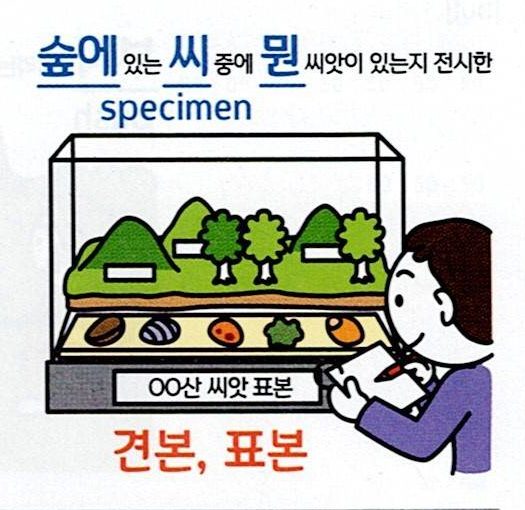 숲에 있는 씨 중에 뭔 씨앗이 있는지 전시한
specimen
OO산 씨앗 표본
견본, 표본